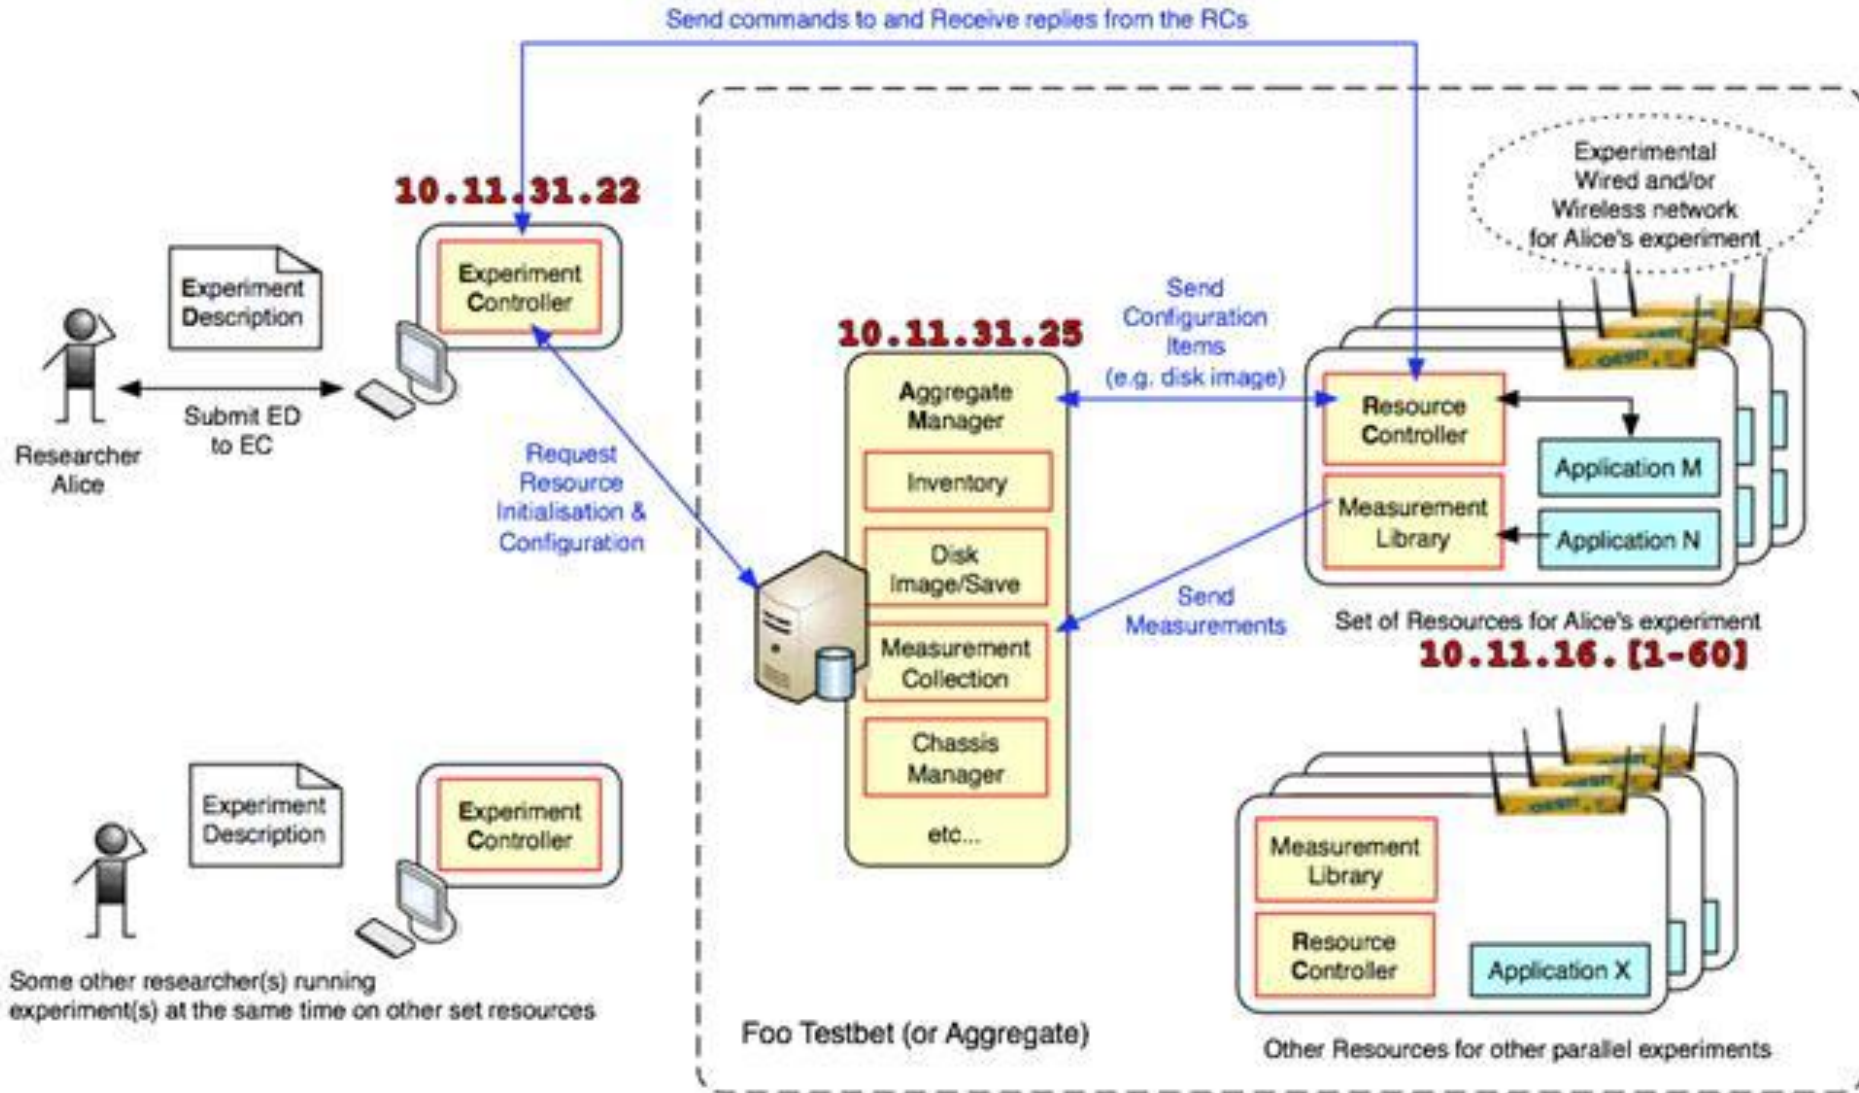 Send commands to and Receive replies from the RCs
10.11.31.22
Experiment
Controller
Experiment
Description
Submit ED
to EC
Researcher
Alice
Request
Resource
Initialisation &
Configuration
10.11.31.25
Aggregate
Manager
Inventory
Disk
Image/Save
Measurement
Collection
Chassis
Manager
etc...
Send
Configuration
Items
(e.g. disk image)
Send
Measurements
Experimental
Wired and/or
Wireless network
for Alice's experiment
Resource
Controller
Measurement
Library
Application M
Application N
Set of Resources for Alice's experiment
10.11.16.[1-60]
Experiment
Description
Experiment
Controller
Some other researcher(s) running
experiment(s) at the same time on other set resources
Measurement
Library
Resource
Controller
Application X
Foo Testbet (or Aggregate)
Other Resources for other parallel experiments